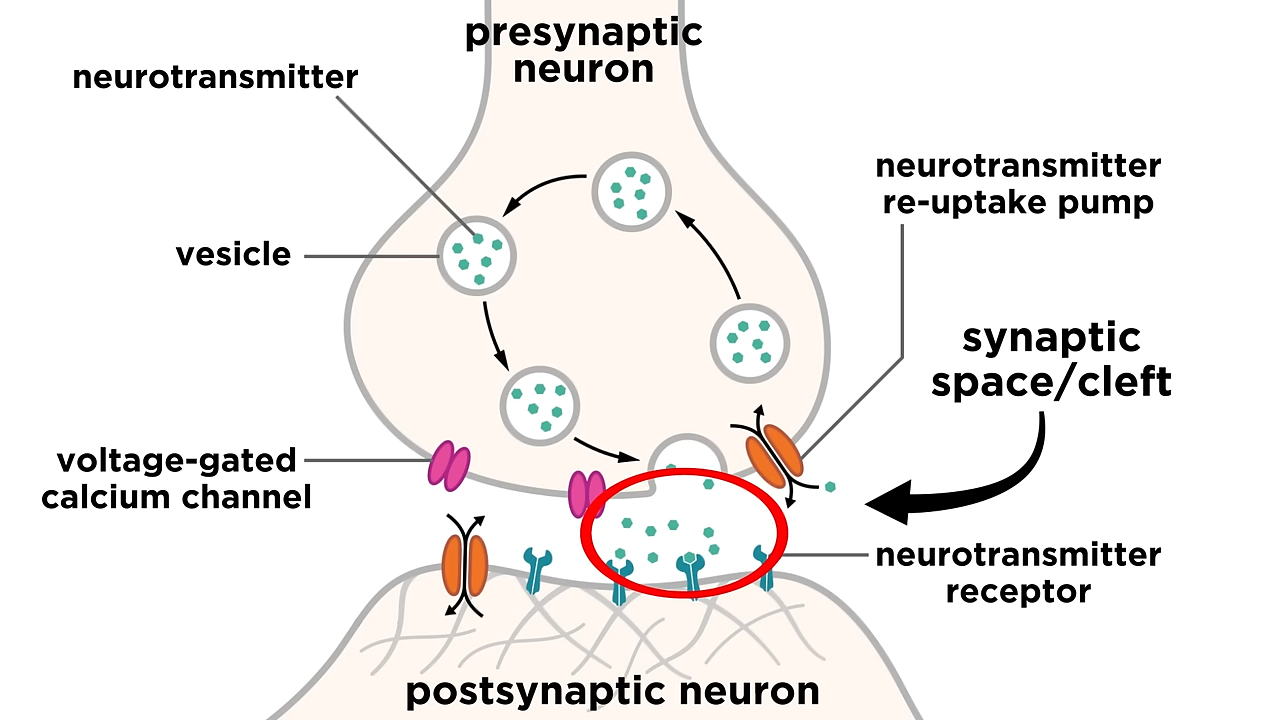 presynaptic
neuron
neurotransmitter
neurotransmitter
re-uptake pump
vesicle
synaptic
space/cleft
voltage-gated
calcium channel
neurotransmitter
receptor
postsynaptic neuron